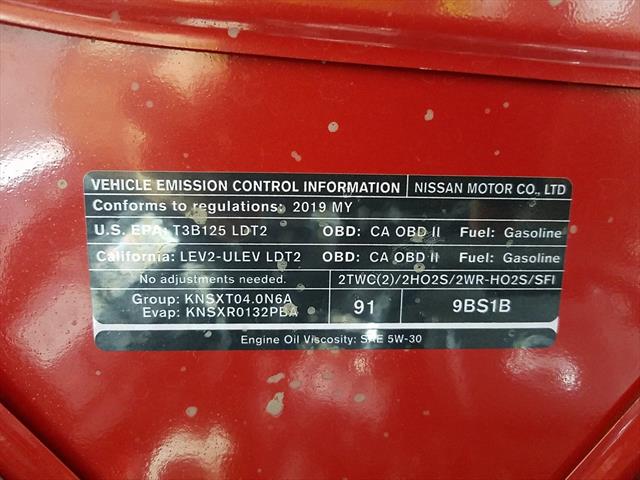 VEHICLE EMISSION CONTROL INFORMATION NISSAN MOTOR CO., LTD
Conforms to regulations: 2019 MY
U.S. EPA: T3B125 LDT2 OBD: CA OBD II Fuel: Gasoline
California: LEV2-ULEV LDT2 OBD: CA OBD II Fuel: Gasoline
No adjustments needed. 2TWC(2)/2HO2S/2WR-HO2S/SFI
Group: KNSXT04.0N6A
Evap: KNSXR0132PBA
91 9BS1B
Engine Oil Viscosity: SAE 5W-30